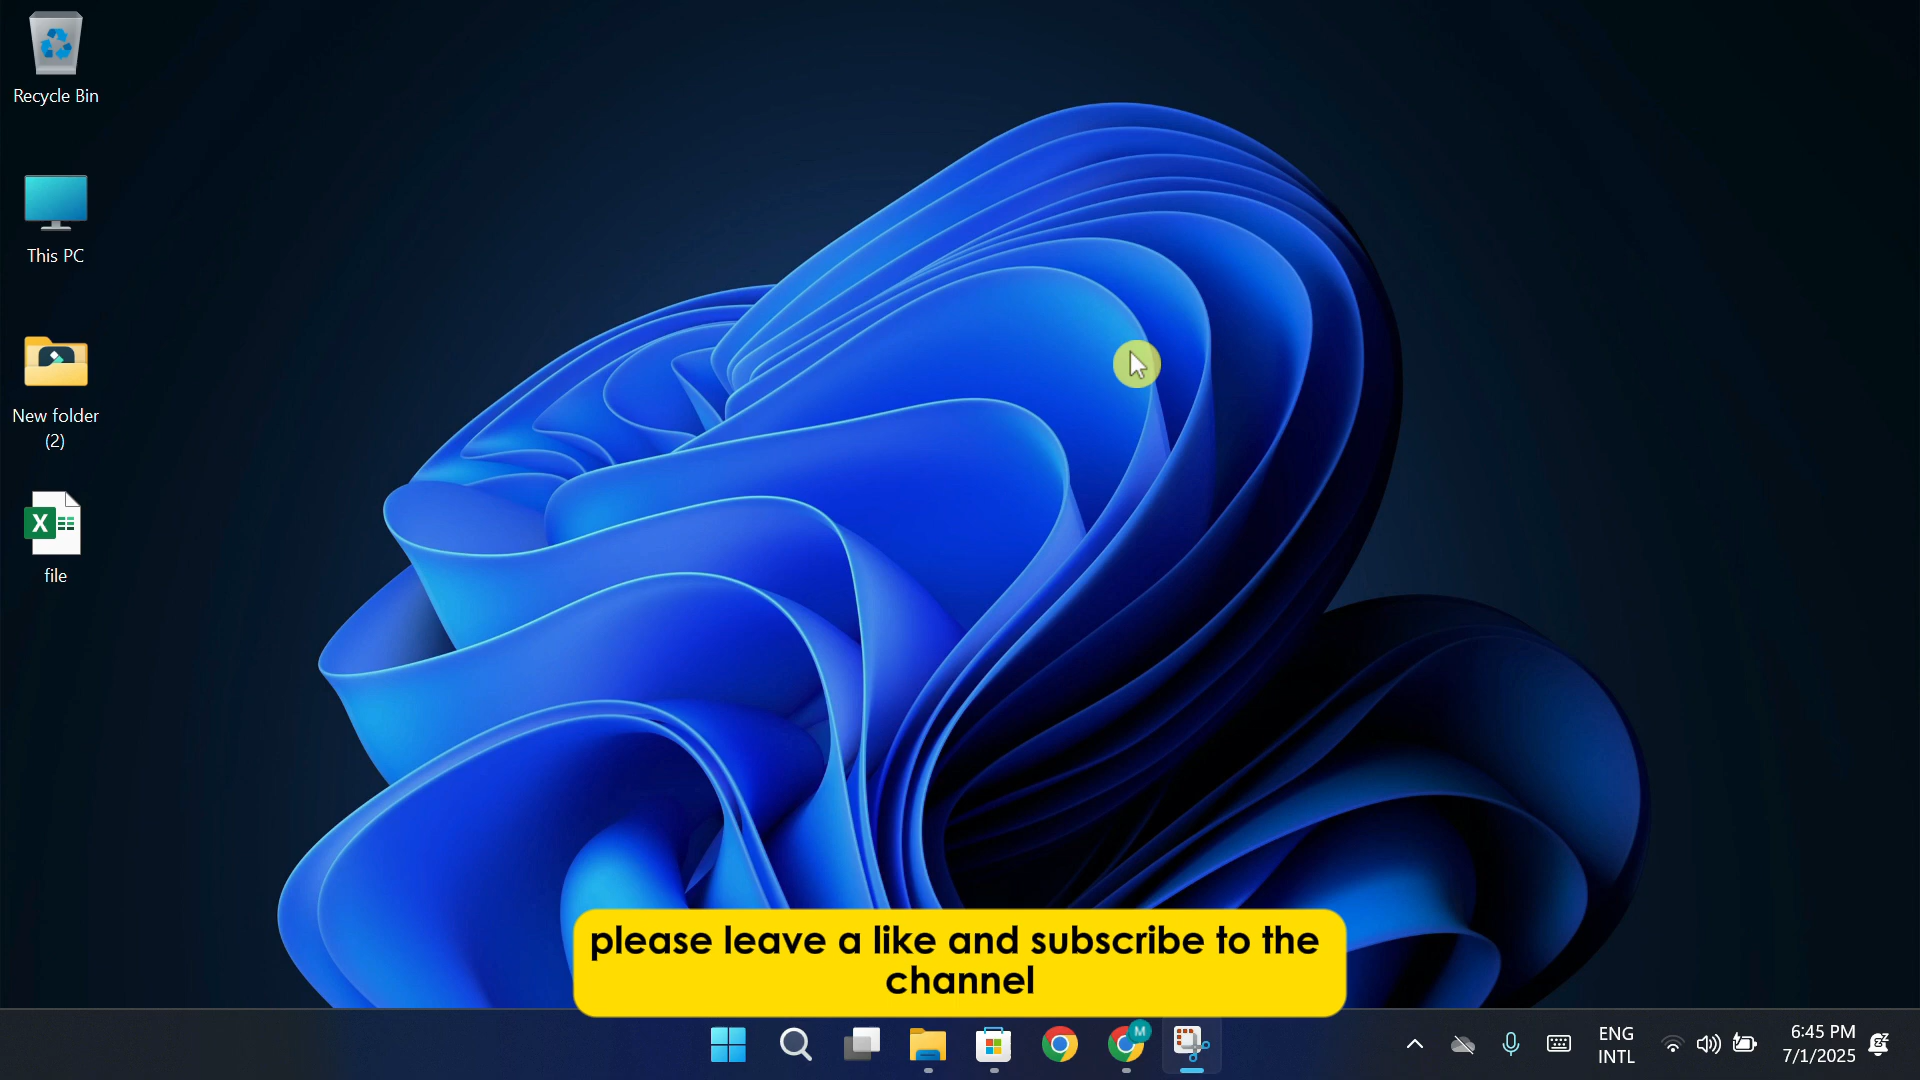 Recycle Bin
This PC
New folder
(2)
X
file
please leave a like and subscribe to the
channel
M
ENG
INTL
6:45 PM
7/1/2025